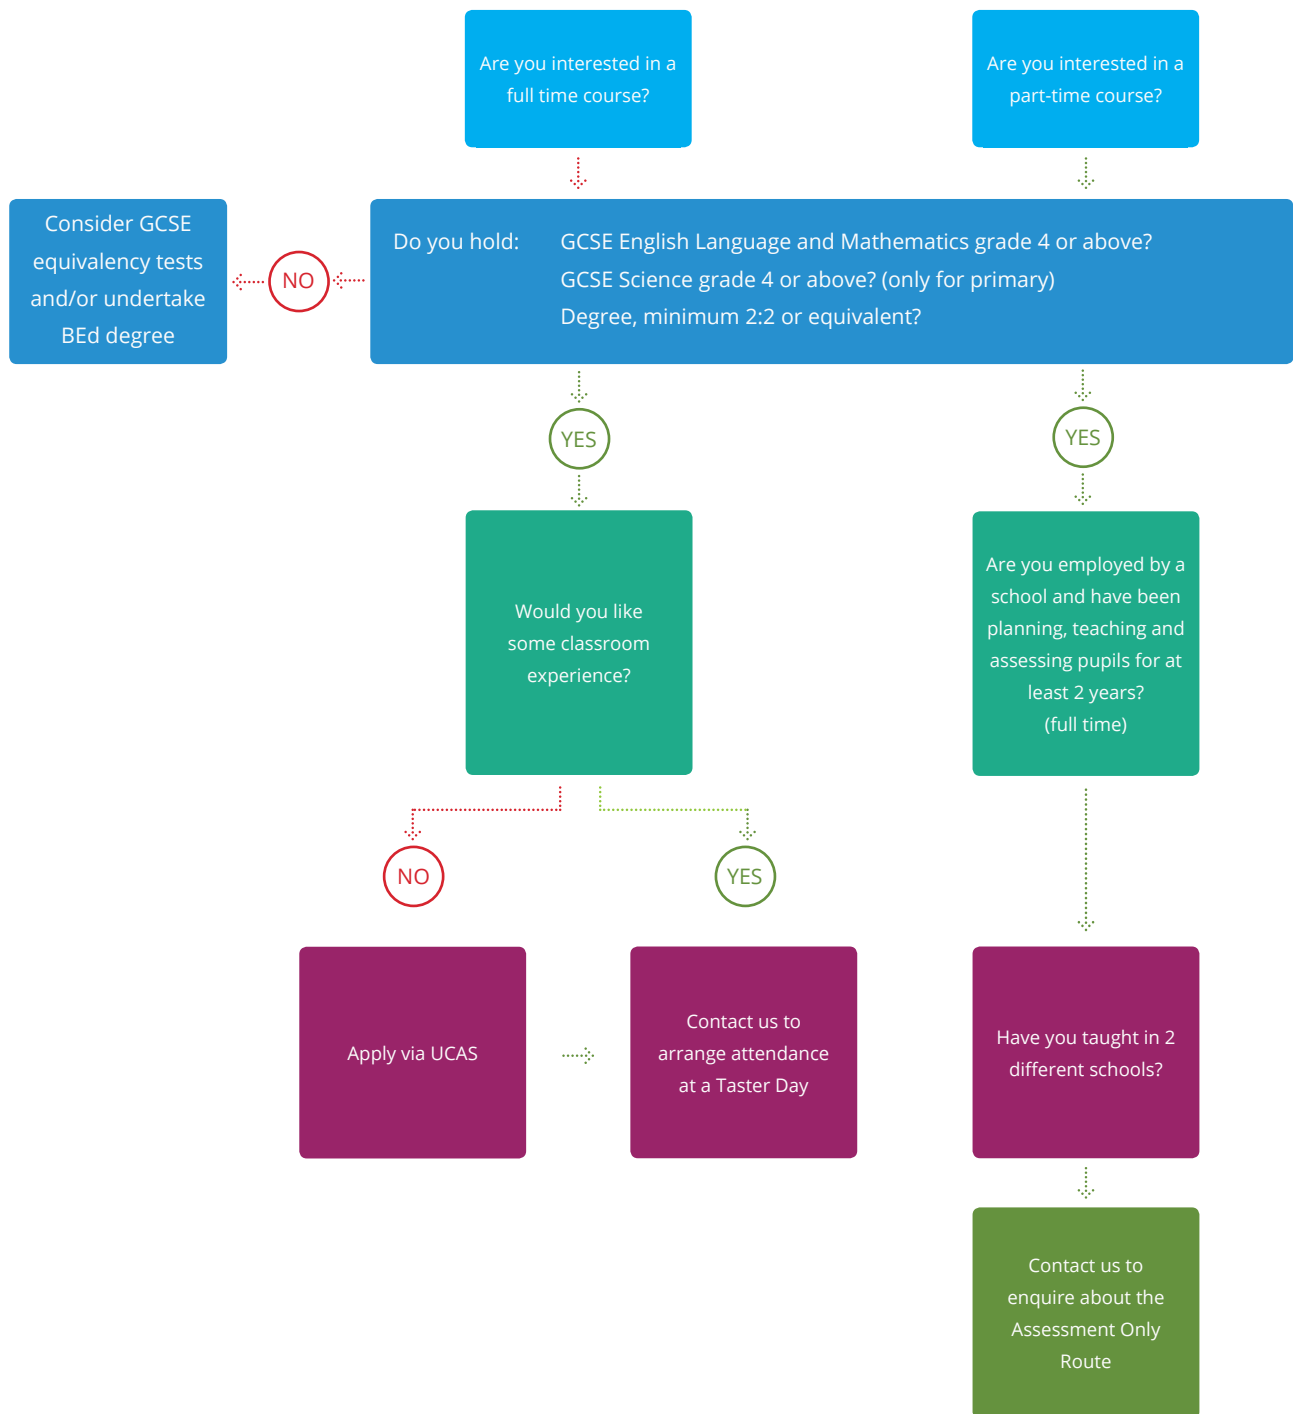 Are you interested in a
full time course?
Are you interested in a
part-time course?
Consider GCSE
equivalency tests
and/or undertake
BEd degree
NO
Do you hold: GCSE English Language and Mathematics grade 4 or above?
GCSE Science grade 4 or above? (only for primary)
Degree, minimum 2:2 or equivalent?
YES
YES
Would you like
some classroom
experience?
Are you employed by a
school and have been
planning, teaching and
assessing pupils for at
least 2 years?
(full time)
NO
YES
Apply via UCAS
Contact us to
arrange attendance
at a Taster Day
Have you taught in 2
different schools?
Contact us to
enquire about the
Assessment Only
Route